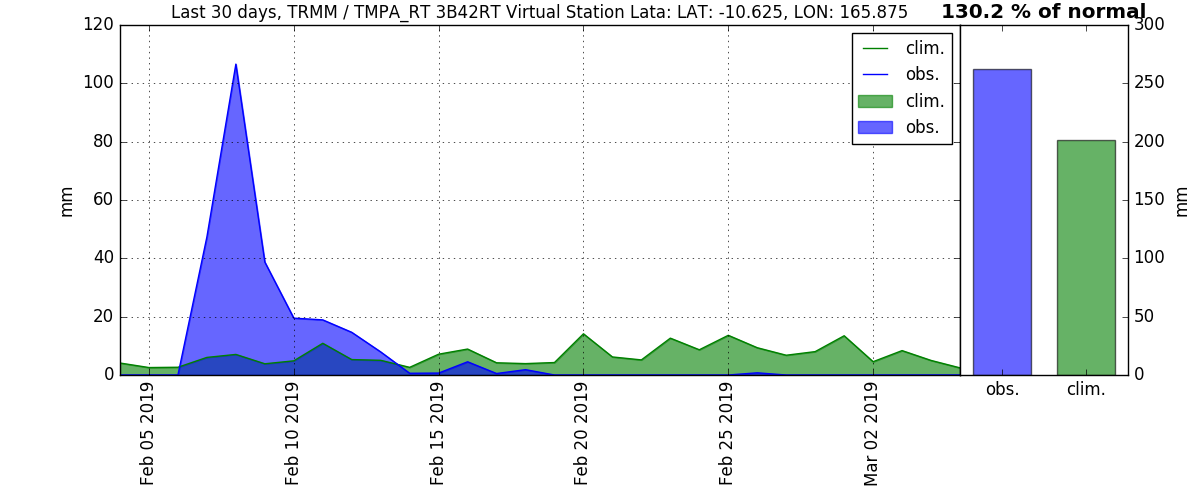 Last 30 days, TRMM / TMPA_RT 3B42RT Virtual Station Lata: LAT: -10.625, LON: 165.875
130.2 % of normal
120
100
80
60
40
20
0
mm
clim.
obs.
clim.
obs.
300
250
200
150
100
50
0
mm
Feb 05 2019
Feb 10 2019
Feb 15 2019
Feb 20 2019
Feb 25 2019
Mar 02 2019
obs.
clim.